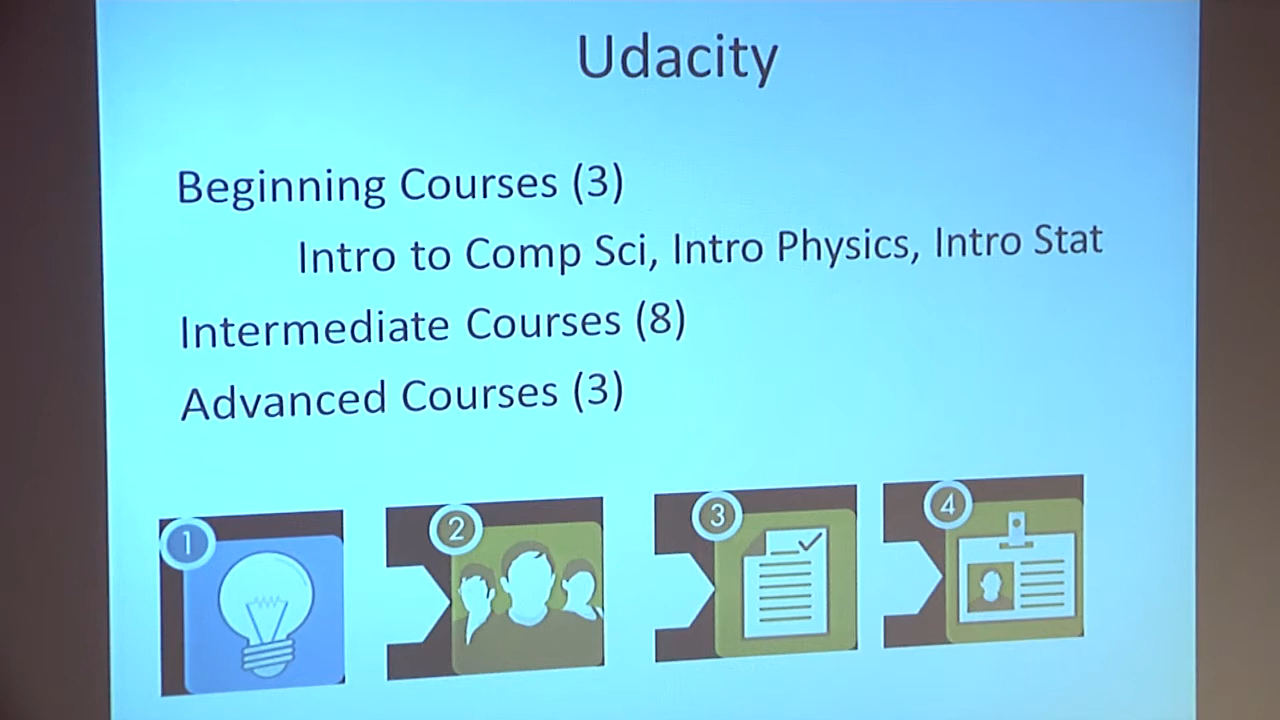 Udacity
Beginning Courses (3)
Intro to Comp Sci, Intro Physics, Intro Stat
Intermediate Courses (8)
Advanced Courses (3)
1
2
3
4